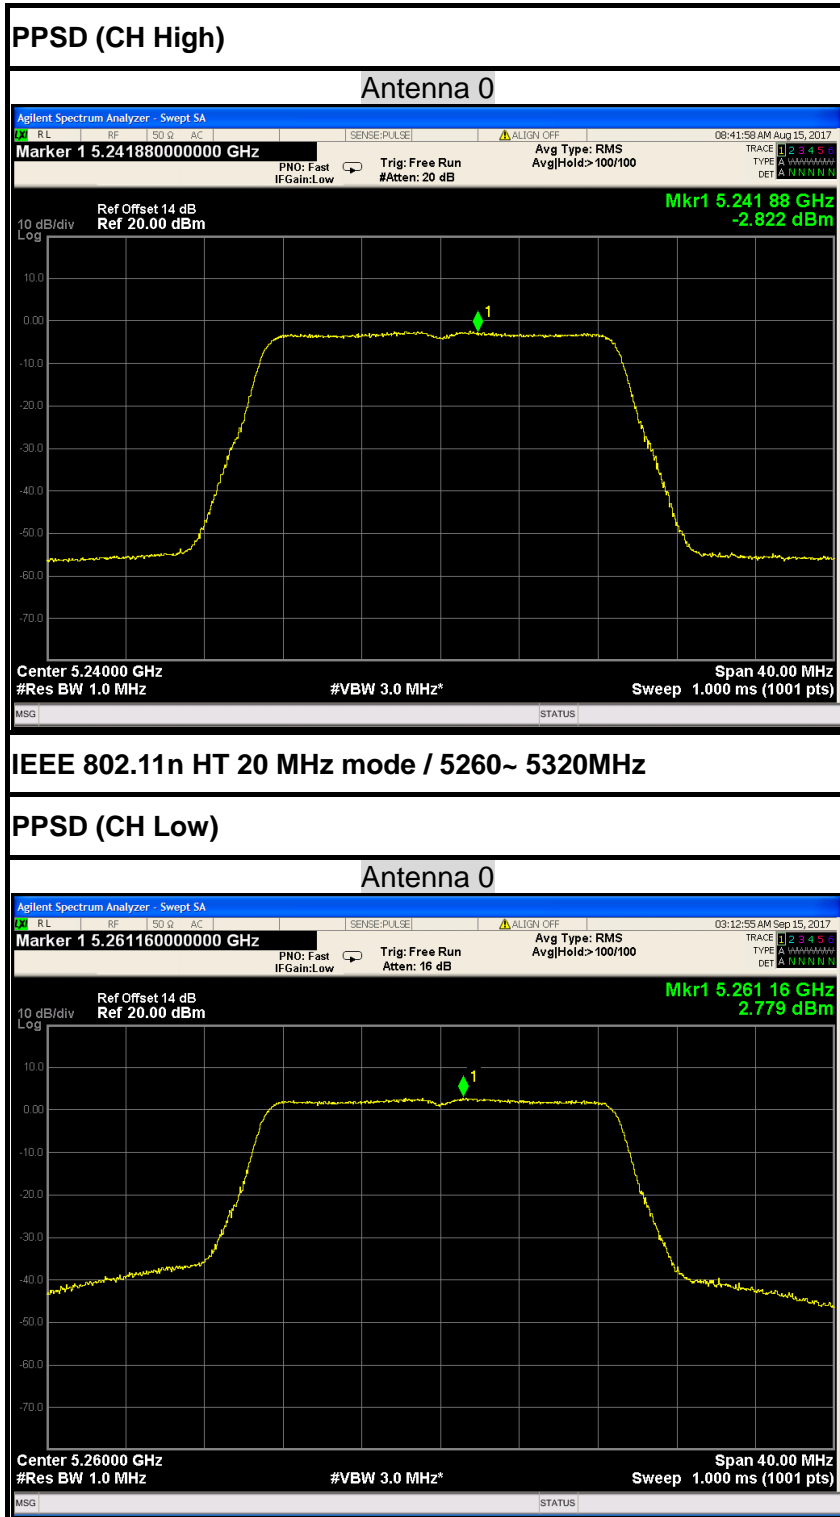 PPSD (CH High)
Antenna 0
Agilent Spectrum Analyzer - Swept SA
LXI RL RF 50 Ω AC SENSE:PULSE ALIGN OFF 08:41:58 AM Aug 15, 2017
Marker 1 5.241880000000 GHz
PNO: Fast
IFGain:Low
Trig: Free Run
#Atten: 20 dB
Avg Type: RMS
Avg|Hold:>100/100
TRACE 1 2 3 4 5 6
TYPE A WWWWW
DET A N N N N N
Mkr1 5.241 88 GHz
-2.822 dBm
Ref Offset 14 dB
10 dB/div Ref 20.00 dBm
Log
1
10.0
0.00
-10.0
-20.0
-30.0
-40.0
-50.0
-60.0
-70.0
Center 5.24000 GHz Span 40.00 MHz
#Res BW 1.0 MHz #VBW 3.0 MHz* Sweep 1.000 ms (1001 pts)
MSG STATUS
IEEE 802.11n HT 20 MHz mode / 5260~ 5320MHz
PPSD (CH Low)
Antenna 0
Agilent Spectrum Analyzer - Swept SA
LXI RL RF 50 Ω AC SENSE:PULSE ALIGN OFF 03:12:55 AM Sep 15, 2017
Marker 1 5.261160000000 GHz
PNO: Fast
IFGain:Low
Trig: Free Run
Atten: 16 dB
Avg Type: RMS
Avg|Hold:>100/100
TRACE 1 2 3 4 5 6
TYPE A WWWWW
DET A N N N N N
Mkr1 5.261 16 GHz
2.779 dBm
Ref Offset 14 dB
10 dB/div Ref 20.00 dBm
Log
1
10.0
0.00
-10.0
-20.0
-30.0
-40.0
-50.0
-60.0
-70.0
Center 5.26000 GHz Span 40.00 MHz
#Res BW 1.0 MHz #VBW 3.0 MHz* Sweep 1.000 ms (1001 pts)
MSG STATUS